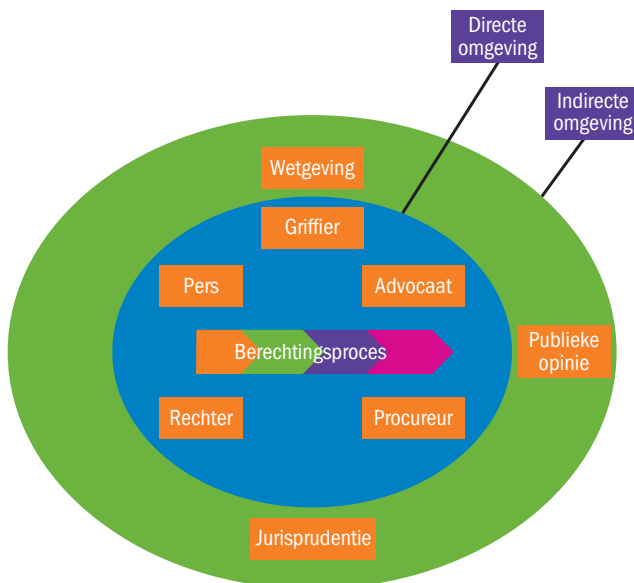 Directe
omgeving
Indirecte
omgeving
Wetgeving
Griffier
Pers
Advocaat
Berechtingsproces
Publieke
opinie
Rechter
Procureur
Jurisprudentie